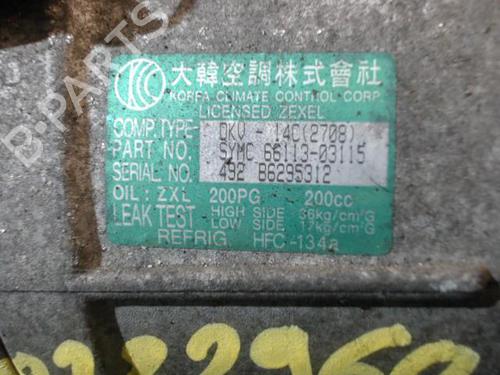 KCC
大韓空調株式會社
KOREA CLIMATE CONTROL CORP.
LICENSED ZEXEL
COMP.TYPE- DKV - 14C(2708)
PART NO. SYMC 66113-03115
SERIAL NO. 492 86295312
OIL: ZXL 200PG 200cc
LEAK TEST HIGH SIDE 36kg/cm²G
LOW SIDE 17kg/cm²G
REFRIG HFC-134a